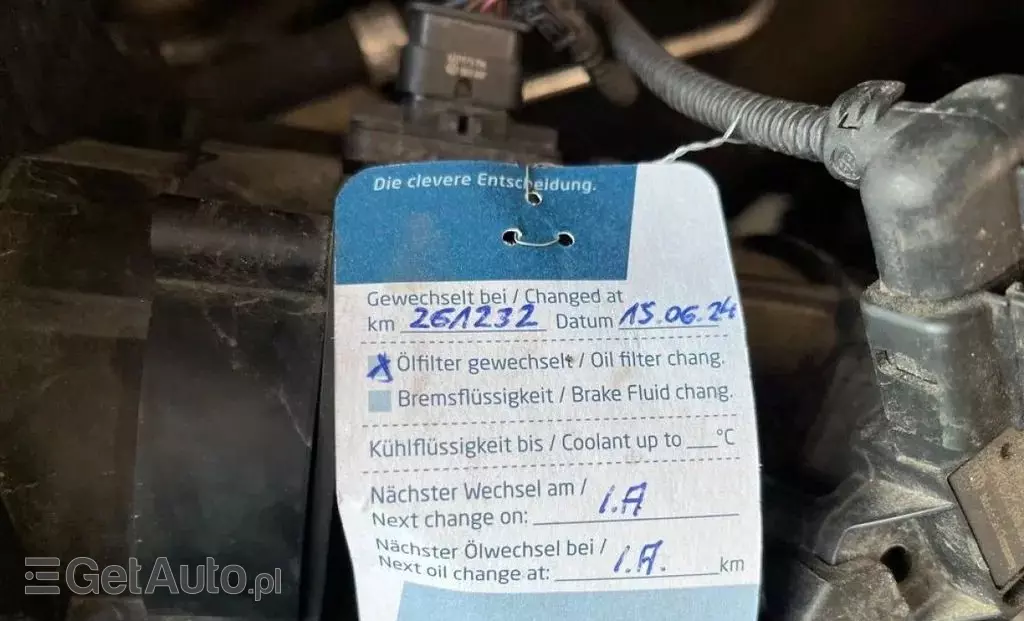 Die clevere Entscheidung.
Gewechselt bei / Changed at
km 261232 Datum 15.06.24
Ölfilter gewechselt / Oil filter chang.
Bremsflüssigkeit / Brake Fluid chang.
Kühlflüssigkeit bis / Coolant up to ___°C
Nächster Wechsel am /
Next change on: I.A
Nächster Ölwechsel bei /
Next oil change at: I.A. km
GetAuto.pl